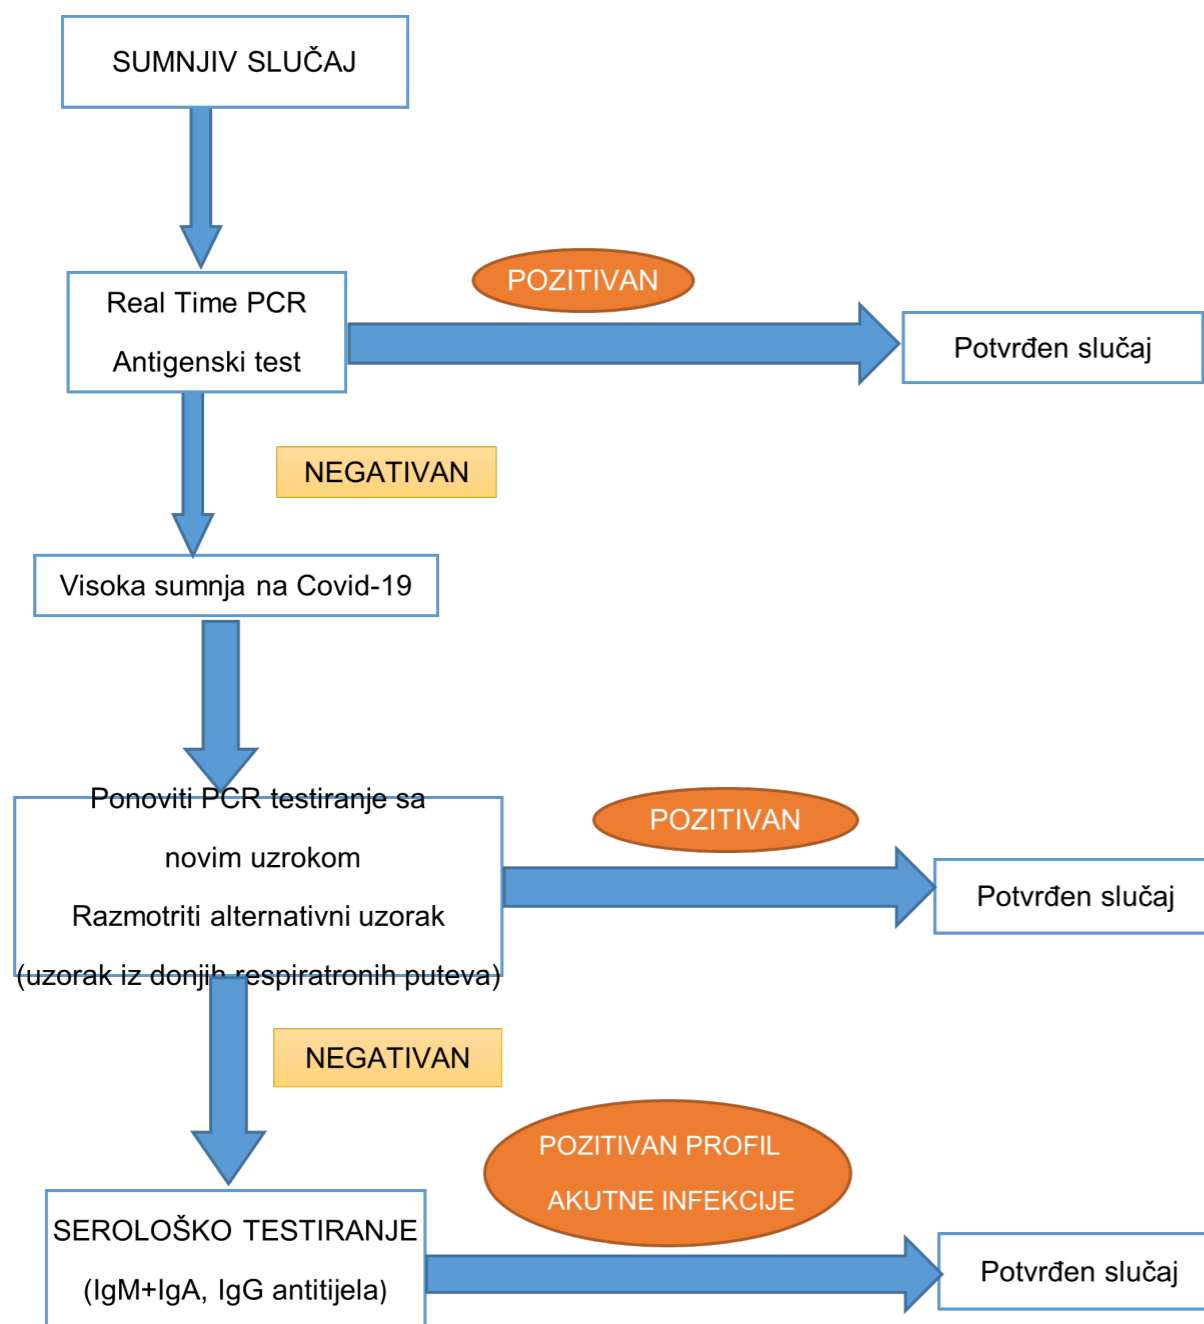 SUMNJIV SLUČAJ
POZITIVAN
Real Time PCR
Antigenski test
Potvrđen slučaj
NEGATIVAN
Visoka sumnja na Covid-19
Ponoviti PCR testiranje sa
novim uzrokom
Razmotriti alternativni uzorak
(uzorak iz donjih respiratronih puteva)
POZITIVAN
Potvrđen slučaj
NEGATIVAN
POZITIVAN PROFIL
AKUTNE INFEKCIJE
SEROLOŠKO TESTIRANJE
(IgM+IgA, IgG antitijela)
Potvrđen slučaj